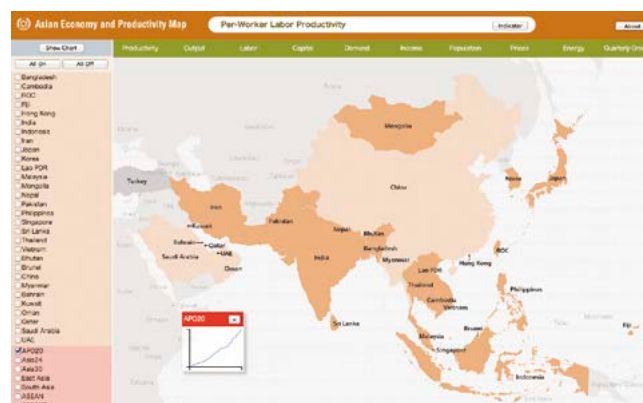 Asian Economy and Productivity Map
Per-Worker Labor Productivity
Indicator
About
Show Chart
Productivity Output Labor Capital Demand Income Population Prices Energy Quarterly
All On All Off
Bangladesh
Cambodia
ROC
Fiji
Hong Kong
India
Indonesia
Iran
Japan
Korea
Lao PDR
Malaysia
Mongolia
Nepal
Pakistan
Philippines
Singapore
Sri Lanka
Thailand
Vietnam
Bhutan
Brunei
China
Myanmar
Bahrain
Kuwait
Oman
Qatar
Saudi Arabia
UAE
APO20
Asia24
Asia30
East Asia
South Asia
ASEAN
Mongolia
Turkey
China
Korea
Japan
Iran
Kuwait
Pakistan
Nepal
Bhutan
Bahrain
Qatar
UAE
Saudi Arabia
Oman
India
Bangladesh
Myanmar
ROC
Hong Kong
Lao PDR
Thailand
Cambodia
Vietnam
Philippines
Sri Lanka
Malaysia
Brunei
Fiji
Singapore
Indonesia
APO20